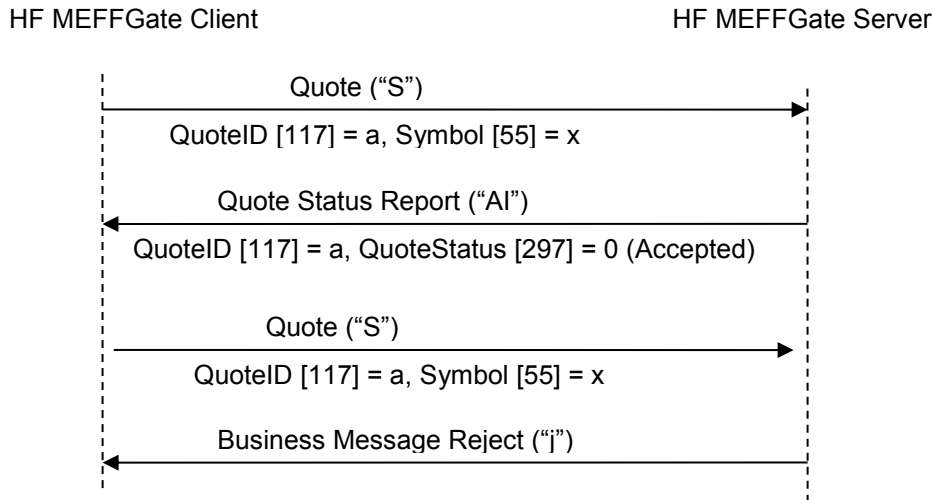 HF MEFFGate Client HF MEFFGate Server
Quote (“S”)
QuoteID [117] = a, Symbol [55] = x
Quote Status Report (“AI”)
QuoteID [117] = a, QuoteStatus [297] = 0 (Accepted)
Quote (“S”)
QuoteID [117] = a, Symbol [55] = x
Business Message Reject (“j”)